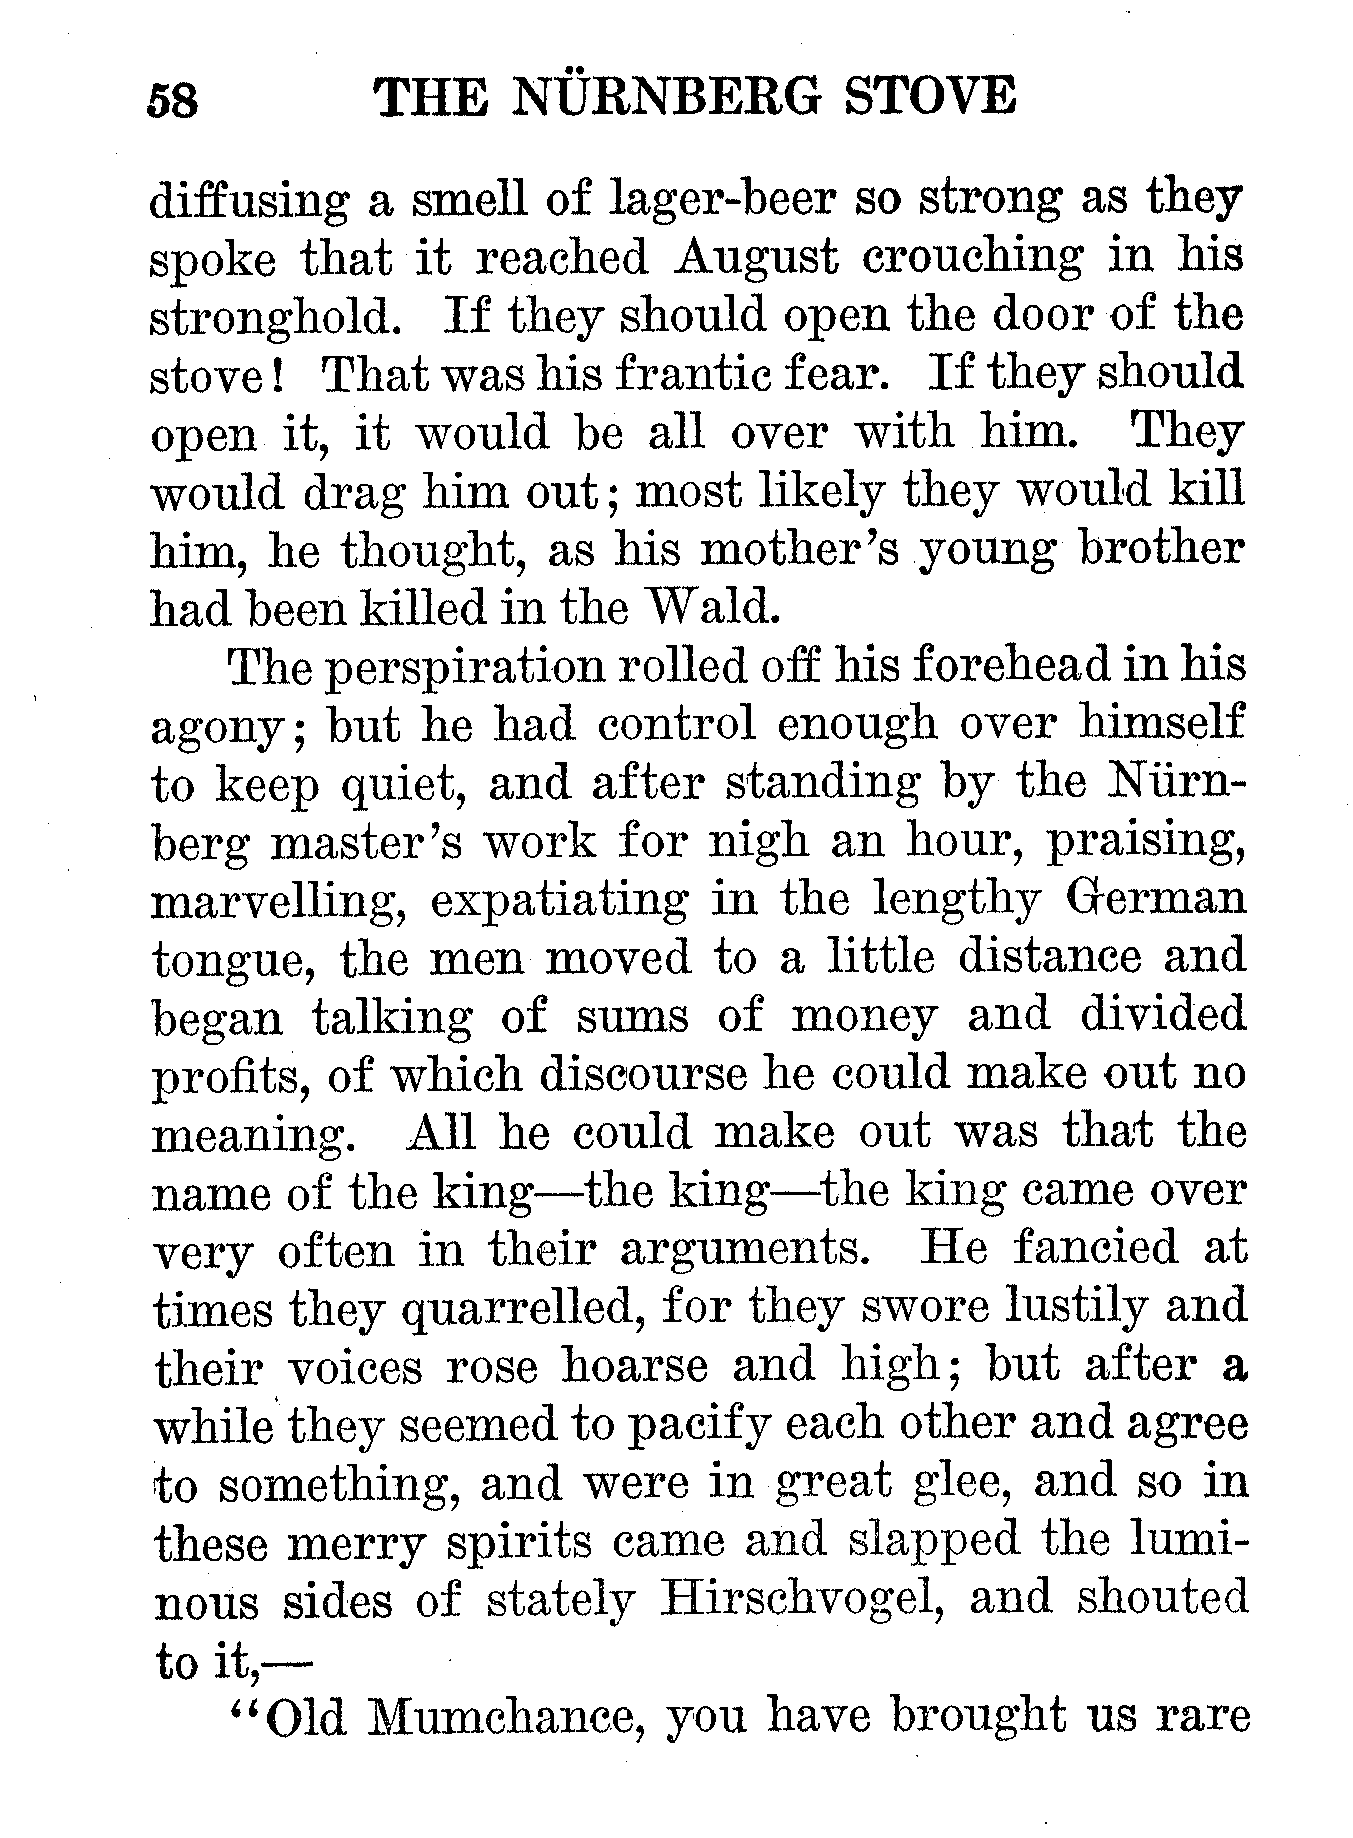 58 THE NÜRNBERG STOVE
diffusing a smell of lager-beer so strong as they
spoke that it reached August crouching in his
stronghold. If they should open the door of the
stove! That was his frantic fear. If they should
open it, it would be all over with him. They
would drag him out; most likely they would kill
him, he thought, as his mother's young brother
had been killed in the Wald.
The perspiration rolled off his forehead in his
agony; but he had control enough over himself
to keep quiet, and after standing by the Nürn-
berg master's work for nigh an hour, praising,
marvelling, expatiating in the lengthy German
tongue, the men moved to a little distance and
began talking of sums of money and divided
profits, of which discourse he could make out no
meaning. All he could make out was that the
name of the king—the king—the king came over
very often in their arguments. He fancied at
times they quarrelled, for they swore lustily and
their voices rose hoarse and high; but after a
while they seemed to pacify each other and agree
to something, and were in great glee, and so in
these merry spirits came and slapped the lumi-
nous sides of stately Hirschvogel, and shouted
to it,—
"Old Mumchance, you have brought us rare